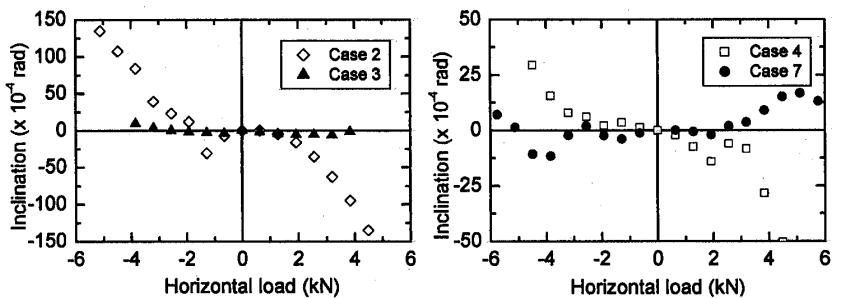 150
100
50
0
-50
-100
-150
-6 -4 -2 0 2 4 6
Inclination (x 10-4 rad)
Horizontal load (kN)
Case 2
Case 3
50
25
0
-25
-50
-6 -4 -2 0 2 4 6
Inclination (x 10-4 rad)
Horizontal load (kN)
Case 4
Case 7